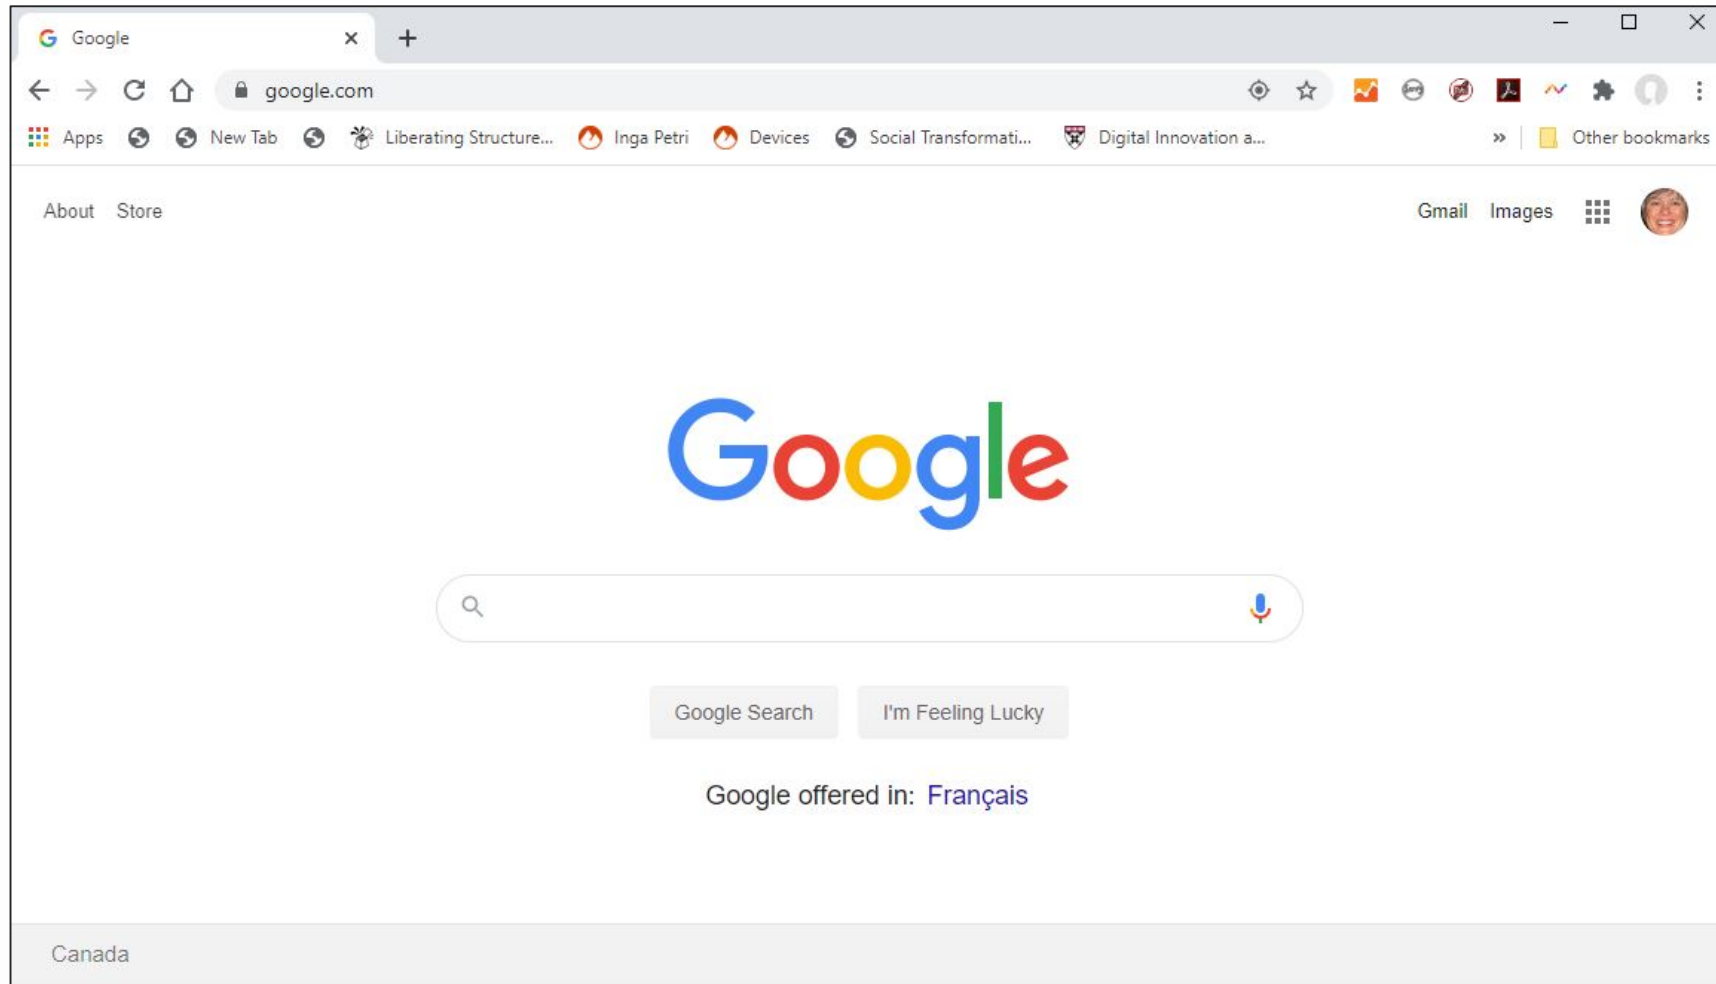 Google
google.com
Apps New Tab Liberating Structure... Inga Petri Devices Social Transformati... Digital Innovation a... » Other bookmarks
About Store Gmail Images
Google
Google Search I'm Feeling Lucky
Google offered in: Français
Canada